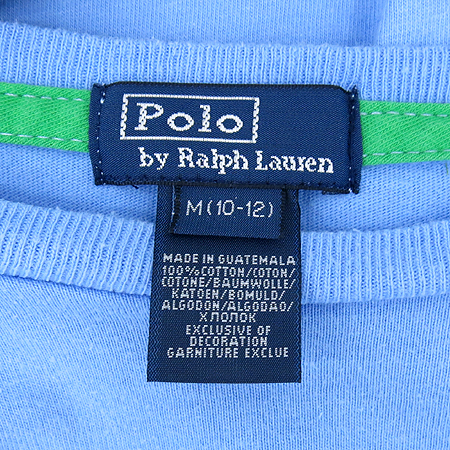 Polo
by Ralph Lauren
M (10-12)
MADE IN GUATEMALA
100% COTTON/COTON/
COTONE/BAUMWOLLE/
KATOEN/BOMULD/
ALGODON/ALGODAO/
ХЛОПОК
EXCLUSIVE OF
DECORATION
GARNITURE EXCLUE